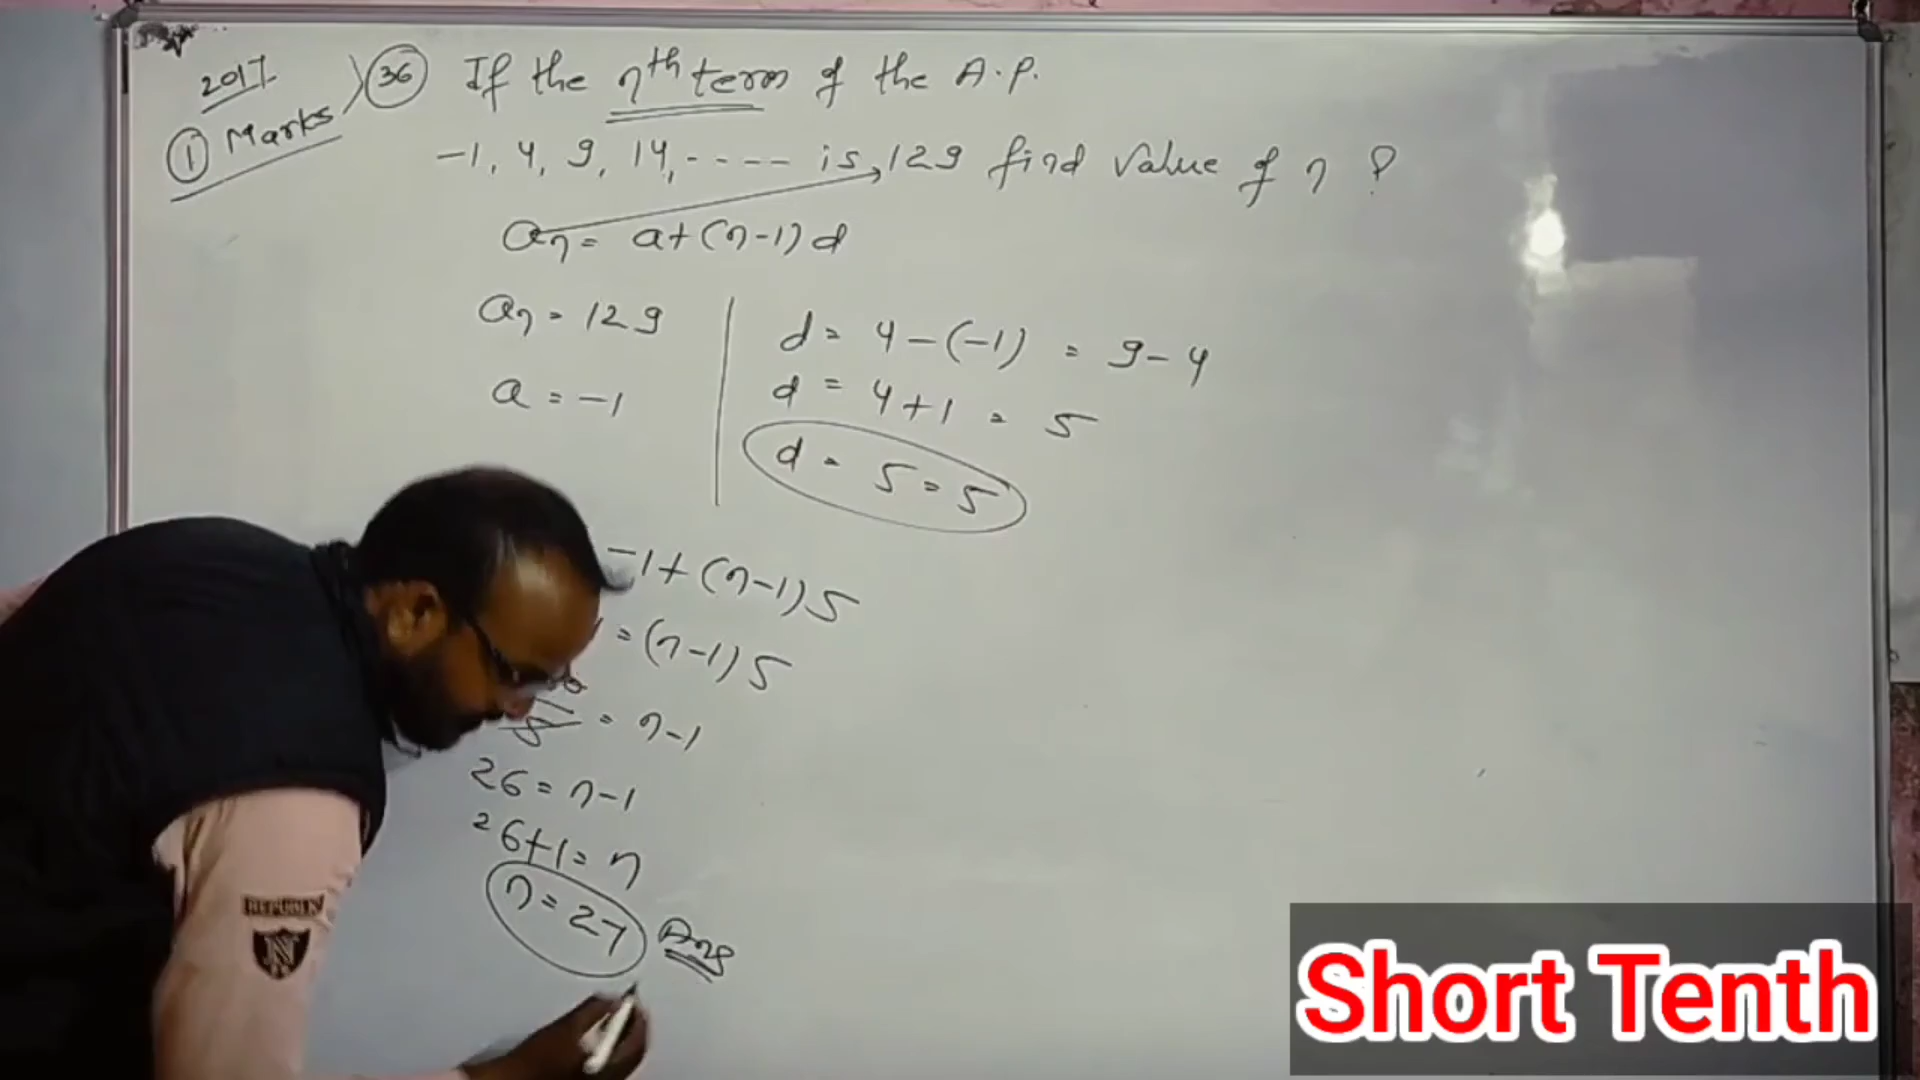 2017
① Marks
㊱ If the nth term of the A.P.
-1, 4, 9, 14, ----- is 129 find value of n ?
an = a+(n-1)d
an = 129
a = -1
d = 4-(-1) = 9-4
d = 4+1 = 5
d = 5 = 5
-1+(n-1)5
=(n-1)5
= n-1
26 = n-1
26+1 = n
n = 27 Ans
REPUBLIK
N
Short Tenth